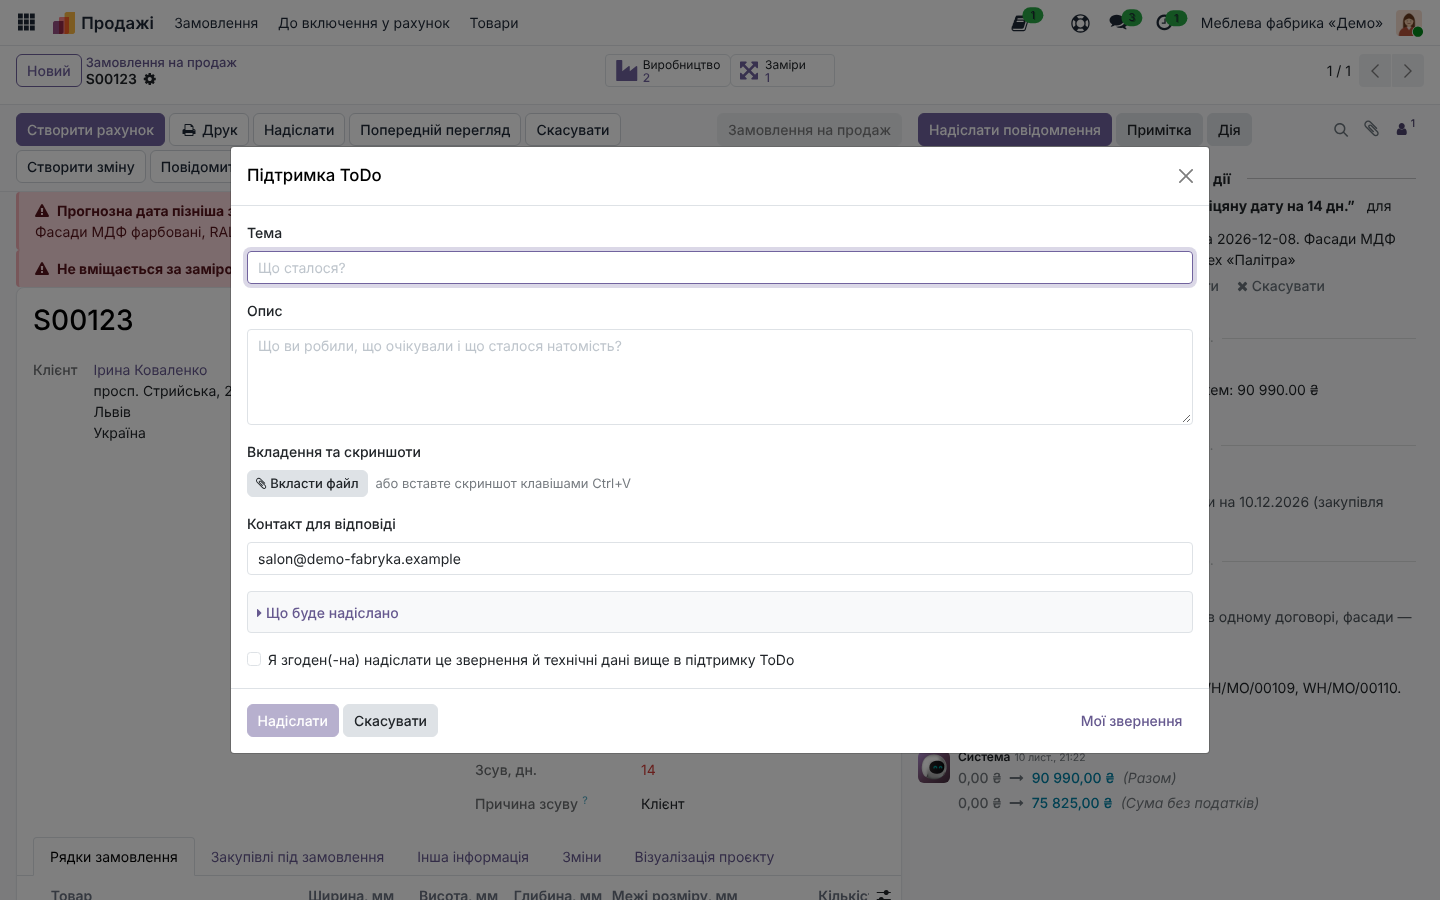 Продажі
Замовлення
До включення у рахунок
Товари
1
3
1
Меблева фабрика «Демо»
Новий
Замовлення на продаж
S00123
Виробництво
2
Заміри
1
1 / 1
Створити рахунок
Друк
Надіслати
Попередній перегляд
Скасувати
Замовлення на продаж
Надіслати повідомлення
Примітка
Дія
1
Створити зміну
Підтримка ToDo
дії
Прогнозна дата пізніша
Фасади МДФ фарбовані,
дату на 14 дн.” для
Тема
2026-12-08. Фасади МДФ
«Палітра»
Не вміщається за
Що сталося?
Скасувати
S00123
Опис
Що ви робили, що очікували і що сталося натомість?
Клієнт
Ірина Коваленко
просп. Стрийська, 2
Львів
Україна
90 990.00 ₴
Вкладення та скриншоти
Вкласти файл
або вставте скриншот клавішами Ctrl+V
на 10.12.2026 (закупівля
Контакт для відповіді
salon@demo-fabryka.example
Що буде надіслано
в одному договорі, фасади —
Я згоден(-на) надіслати це звернення й технічні дані вище в підтримку ToDo
WH/MO/00110.
Надіслати
Скасувати
Мої звернення
Система 10 лист., 21:22
Зсув, дн.
14
0,00 ₴ → 90 990,00 ₴ (Разом)
Причина зсуву ?
Клієнт
0,00 ₴ → 75 825,00 ₴ (Сума без податків)
Рядки замовлення
Закупівлі під замовлення
Інша інформація
Зміни
Візуалізація проєкту
Товар
Ширина, мм
Висота, мм
Глибина, мм
Межі розміру, мм